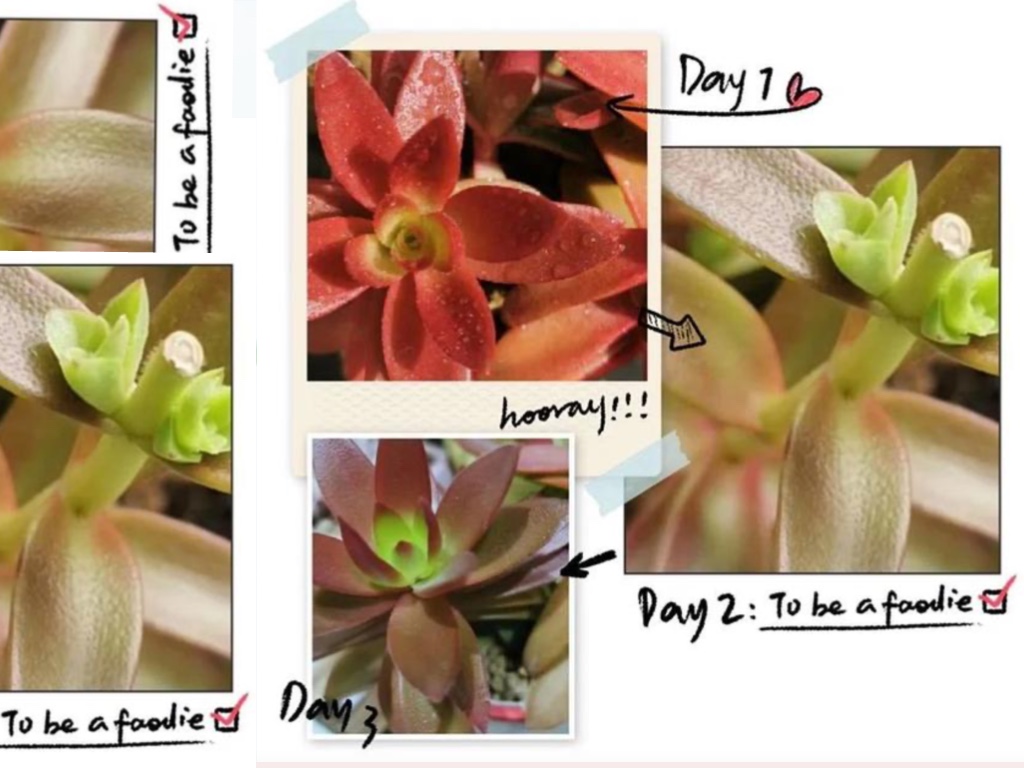 To be a foodie
Day 1
hooray!!!
Day 2: To be a foodie
Day 3
To be a foodie